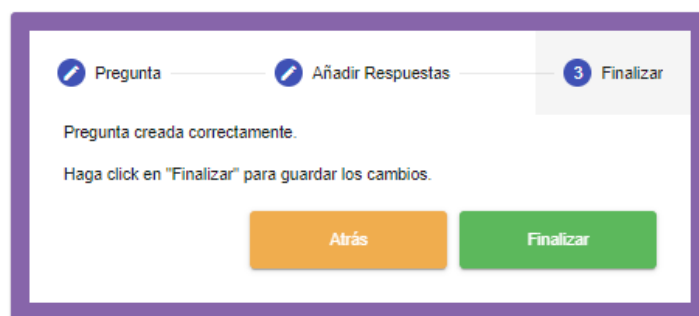 Pregunta
Añadir Respuestas
3 Finalizar
Pregunta creada correctamente.
Haga click en "Finalizar" para guardar los cambios.
Atrás
Finalizar